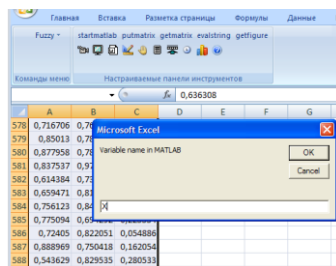 Главная Вставка Разметка страницы Формулы Данные
Fuzzy startmatlab putmatrix getmatrix evalstring getfigure
Команды меню Настраиваемые панели инструментов
fx 0,636308
A B C D E F G
578 0,716706
579 0,85013
580 0,877958
581 0,837537
582 0,614384
583 0,659471
584 0,756123
585 0,775094
586 0,72405 0,822051 0,054886
587 0,888969 0,750418 0,162054
588 0,543629 0,829535 0,280533
Microsoft Excel
Variable name in MATLAB
OK
Cancel
X